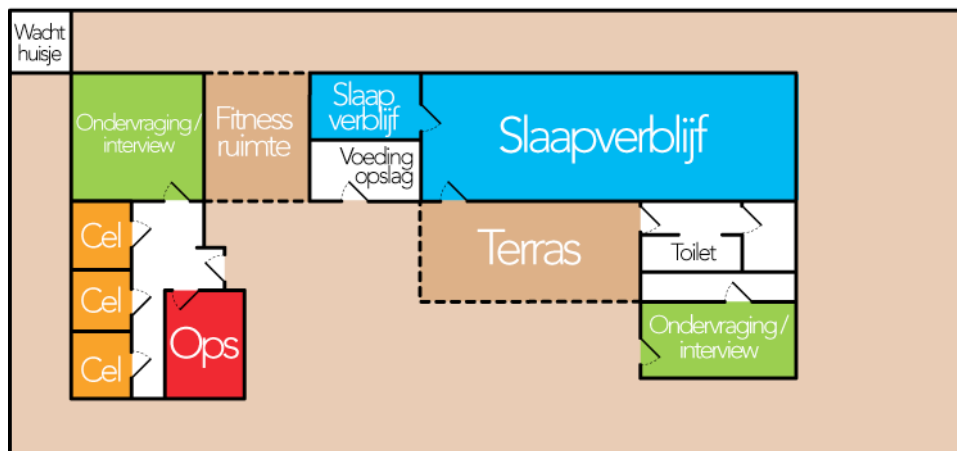 Wacht
huisje
Ondervraging /
interview
Fitness
ruimte
Slaap
verblijf
Voeding
opslag
Slaapverblijf
Cel
Cel
Cel
Ops
Terras
Toilet
Ondervraging /
interview